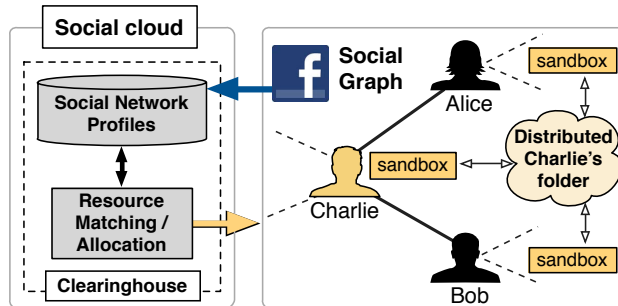 Social cloud
Social Network
Profiles
Resource
Matching /
Allocation
Clearinghouse
f
Social
Graph
Alice
sandbox
Distributed
Charlie's
folder
sandbox
Charlie
sandbox
Bob